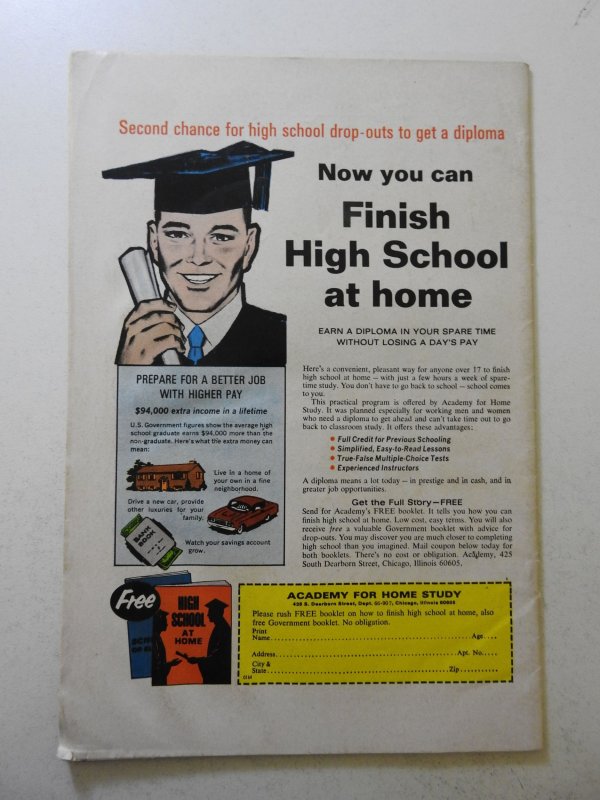 Second chance for high school drop-outs to get a diploma
Now you can
Finish
High School
at home
EARN A DIPLOMA IN YOUR SPARE TIME
WITHOUT LOSING A DAY'S PAY
PREPARE FOR A BETTER JOB
WITH HIGHER PAY
$94,000 extra income in a lifetime
U.S. Government figures show the average high
school graduate earns $94,000 more than the
non-graduate. Here's what the extra money can
mean:
Live in a home of
your own in a fine
neighborhood.
Drive a new car, provide
other luxuries for your
family.
BANK
BOOK
Watch your savings account
grow.
Here's a convenient, pleasant way for anyone over 17 to finish
high school at home — with just a few hours a week of spare-
time study. You don't have to go back to school — school comes
to you.
This practical program is offered by Academy for Home
Study. It was planned especially for working men and women
who need a diploma to get ahead and can't take time out to go
back to classroom study. It offers these advantages:
● Full Credit for Previous Schooling
● Simplified, Easy-to-Read Lessons
● True-False Multiple-Choice Tests
● Experienced Instructors
A diploma means a lot today — in prestige and in cash, and in
greater job opportunities.
Get the Full Story—FREE
Send for Academy's FREE booklet. It tells you how you can
finish high school at home. Low cost, easy terms. You will also
receive free a valuable Government booklet with advice for
drop-outs. You may discover you are much closer to completing
high school than you imagined. Mail coupon below today for
both booklets. There's no cost or obligation. Academy, 425
South Dearborn Street, Chicago, Illinois 60605.
Free
HIGH
SCHOOL
AT
HOME
ACADEMY FOR HOME STUDY
425 S. Dearborn Street, Dept. 66-907, Chicago, Illinois 60605
Please rush FREE booklet on how to finish high school at home, also
free Government booklet. No obligation.
Print
Name Age
Address Apt. No.
City &
State Zip